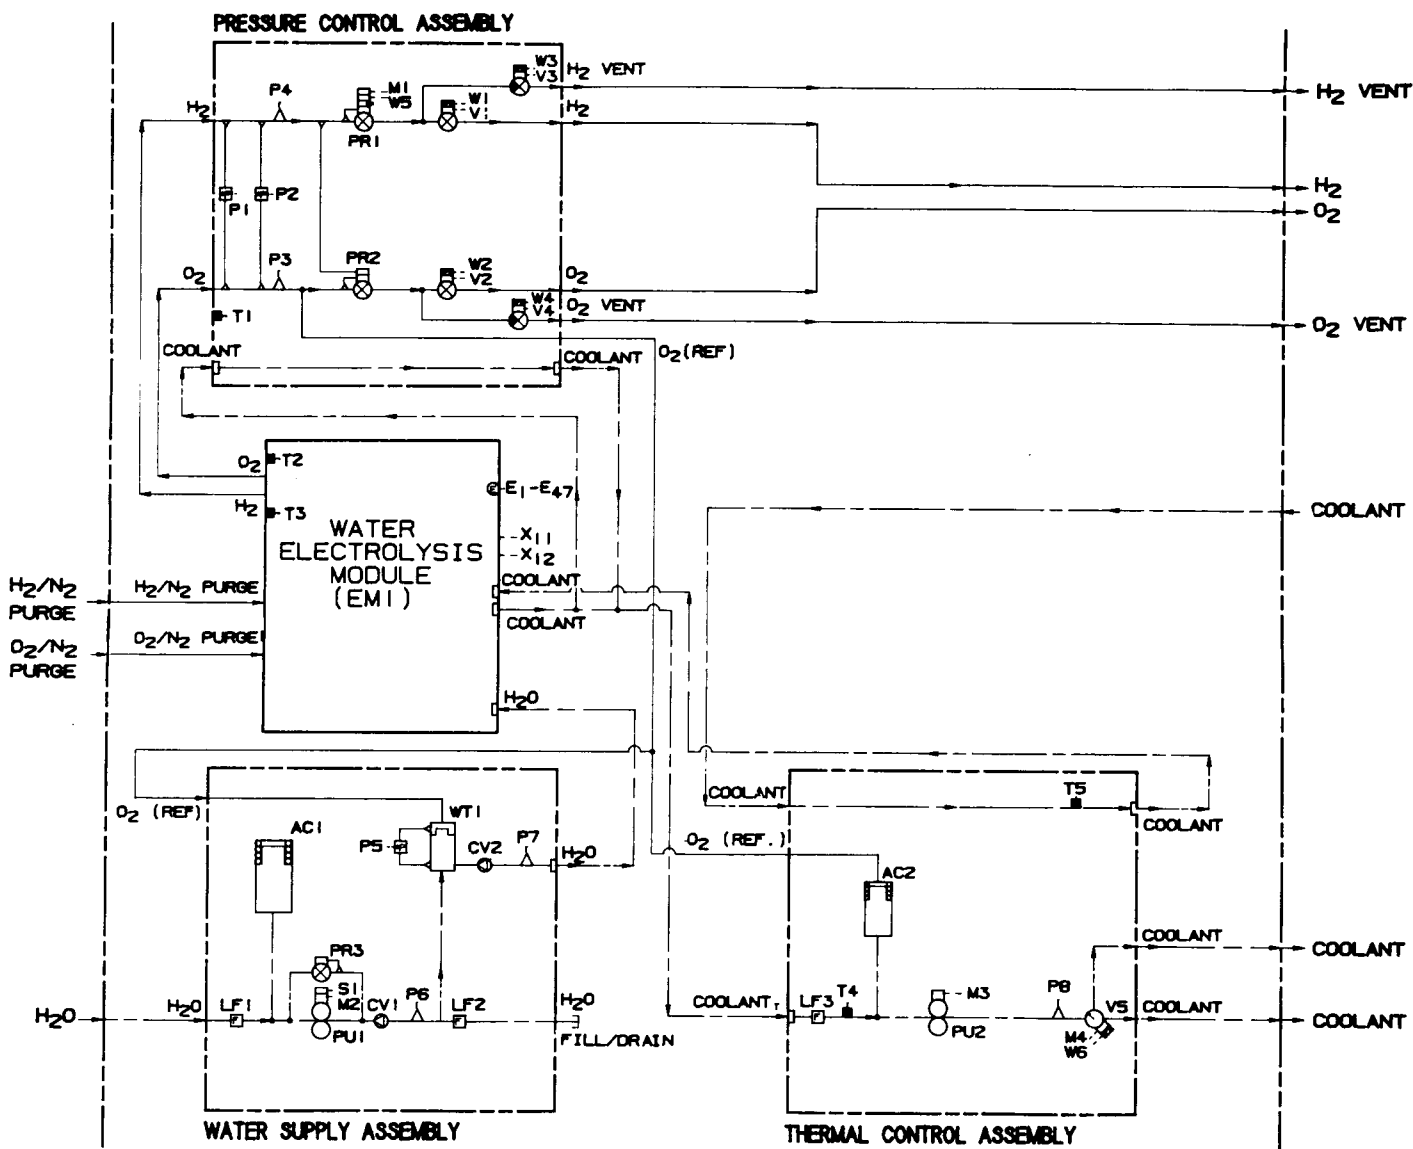 PRESSURE CONTROL ASSEMBLY
W3
V3
H2 VENT
H2 VENT
P4
M1
W5
W1
V1
H2
H2
PR1
P1
P2
H2
O2
P3
PR2
W2
V2
O2
O2
W4
V4
O2 VENT
O2 VENT
T1
COOLANT
COOLANT
O2 (REF)
O2
T2
H2
T3
E1-E47
WATER
ELECTROLYSIS
MODULE
(EM1)
X11
X12
COOLANT
COOLANT
COOLANT
H2/N2
PURGE
H2/N2 PURGE
O2/N2
PURGE
O2/N2 PURGE
H2O
O2 (REF)
AC1
WT1
P5
CV2
P7
H2O
PR3
S1
M2
PU1
H2O
H2O
LF1
CV1
P6
LF2
H2O
FILL/DRAIN
WATER SUPPLY ASSEMBLY
COOLANT
T5
COOLANT
O2 (REF.)
AC2
COOLANT
COOLANT
COOLANT
LF3
T4
M3
PU2
P8
V5
M4
W6
COOLANT
COOLANT
THERMAL CONTROL ASSEMBLY